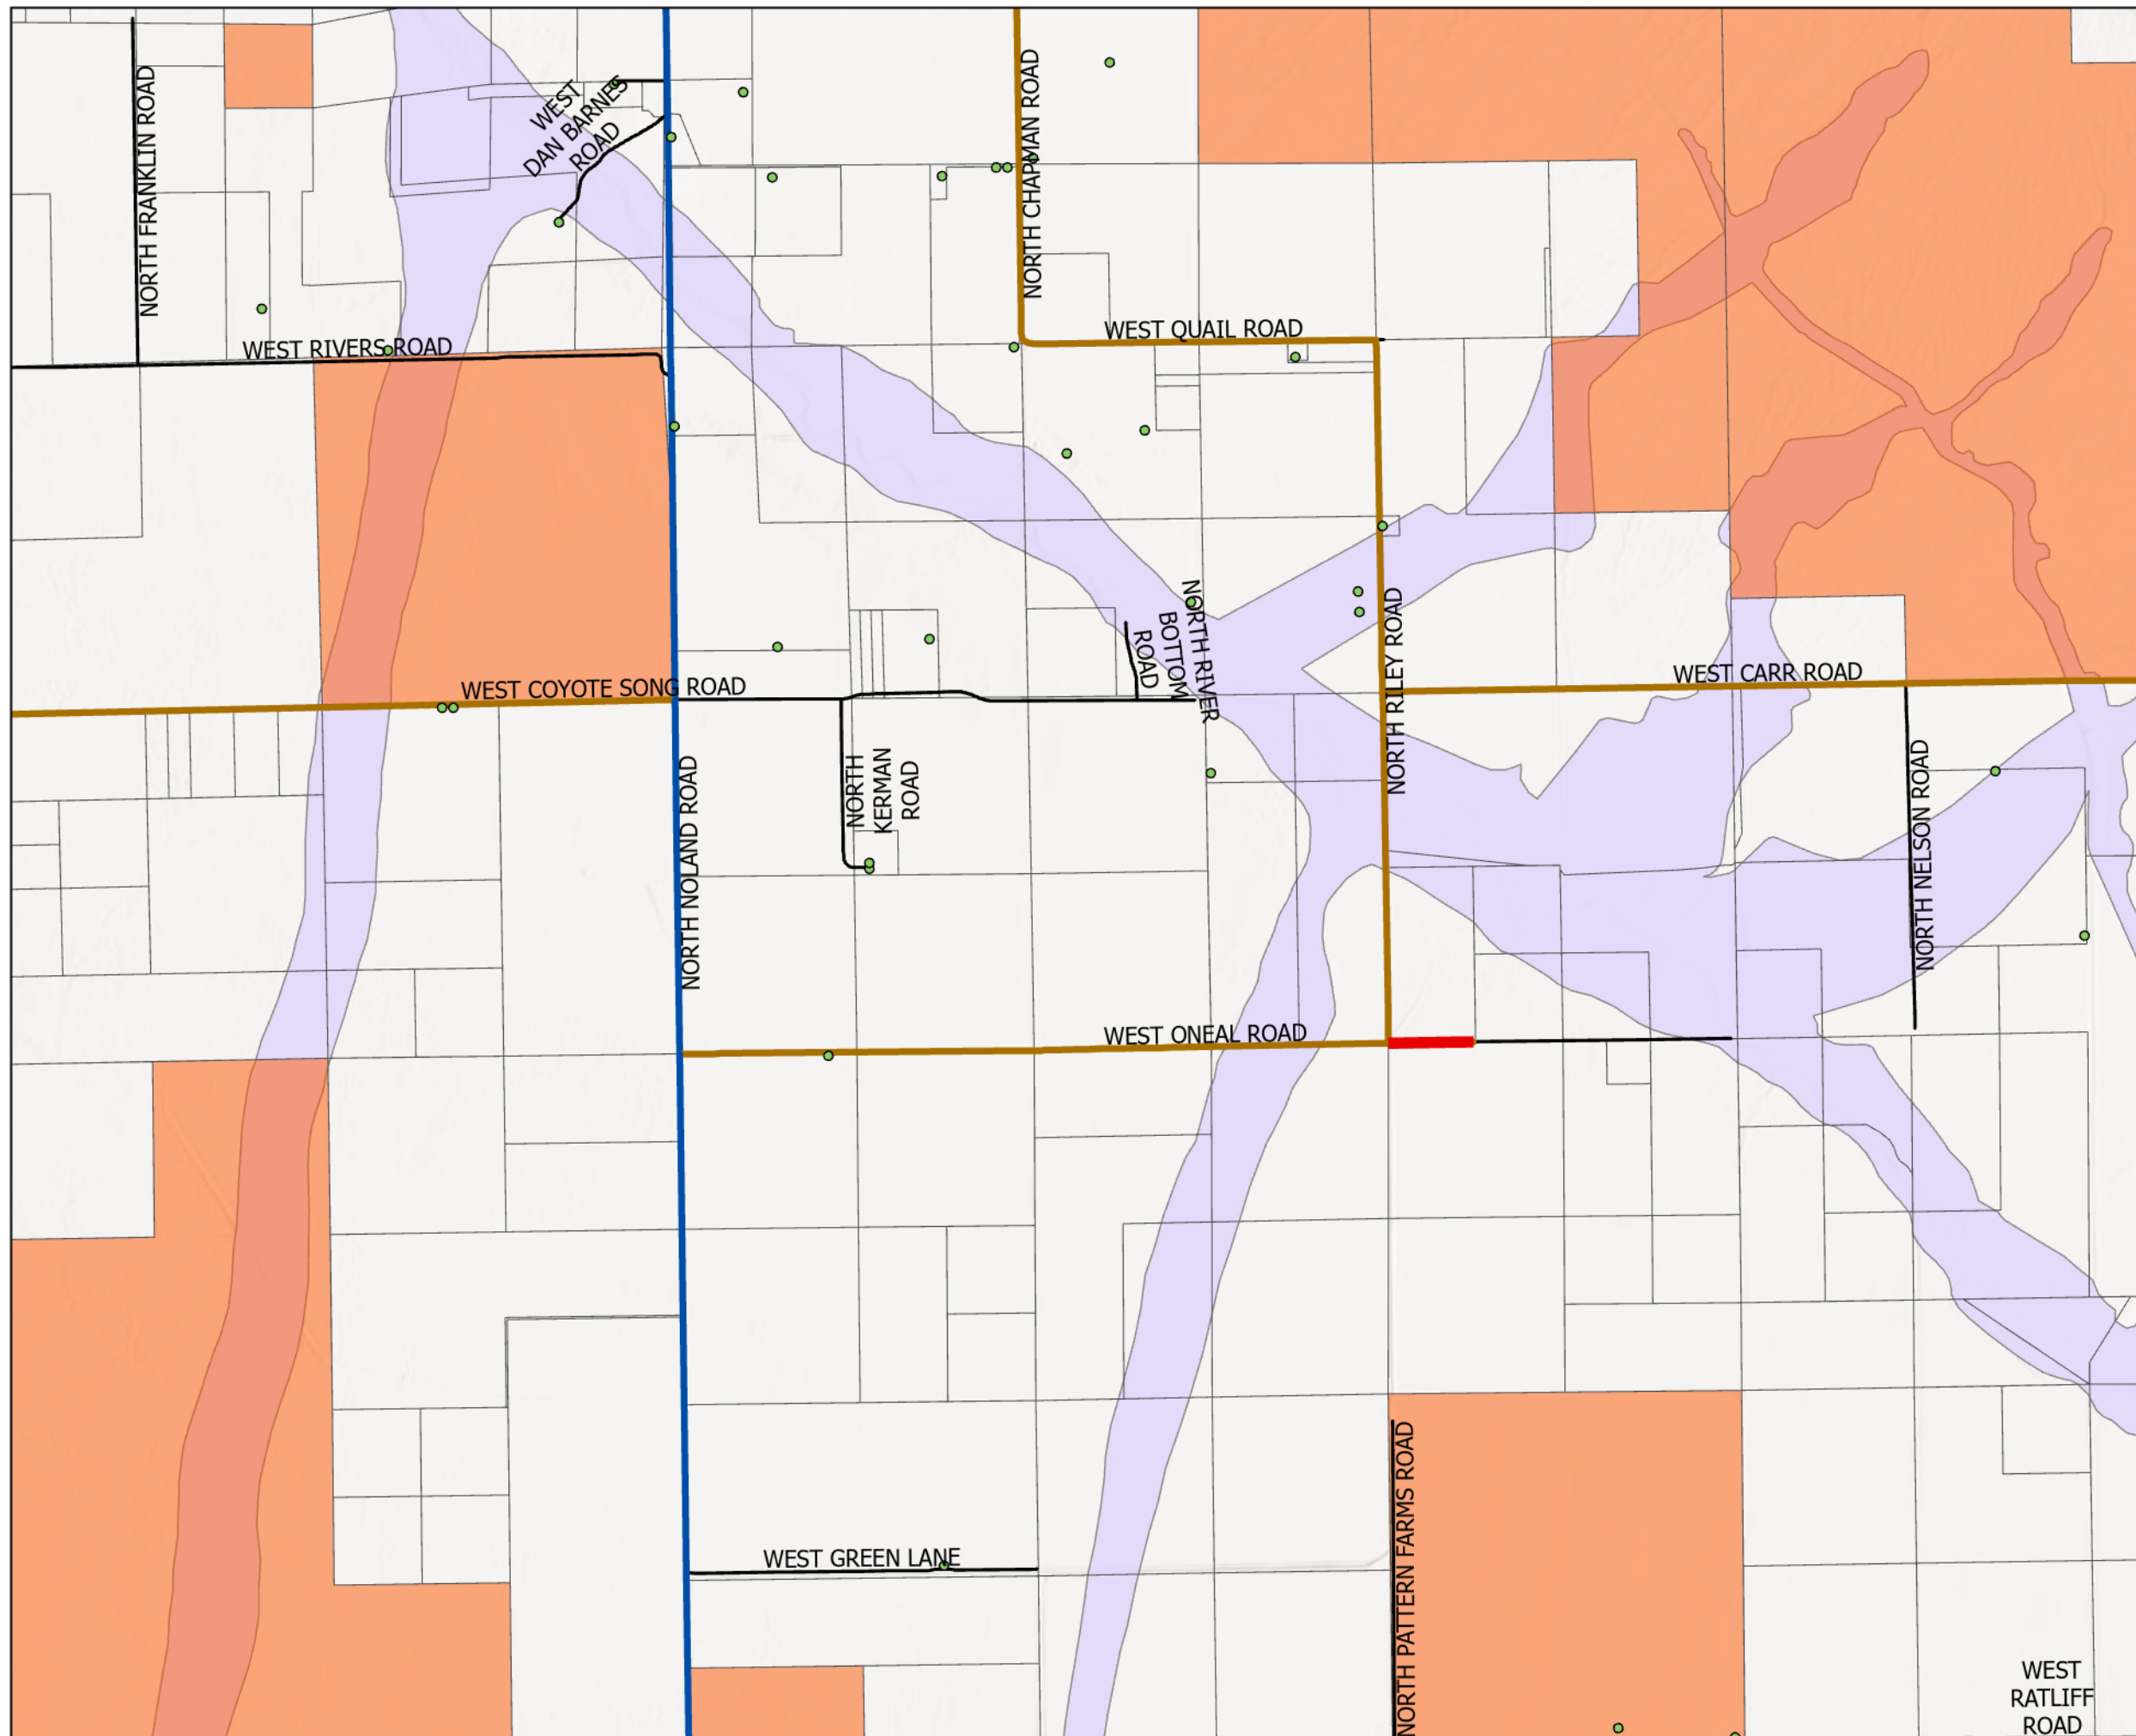 NORTH FRANKLIN ROAD
WEST
DAN BARNES
ROAD
NORTH CHAPMAN ROAD
WEST QUAIL ROAD
WEST RIVERS ROAD
NORTH RIVER
BOTTOM
ROAD
NORTH RILEY ROAD
WEST CARR ROAD
WEST COYOTE SONG ROAD
NORTH NOLAND ROAD
NORTH
KERMAN
ROAD
NORTH NELSON ROAD
WEST ONEAL ROAD
NORTH PATTERN FARMS ROAD
WEST GREEN LANE
WEST
RATLIFF
ROAD